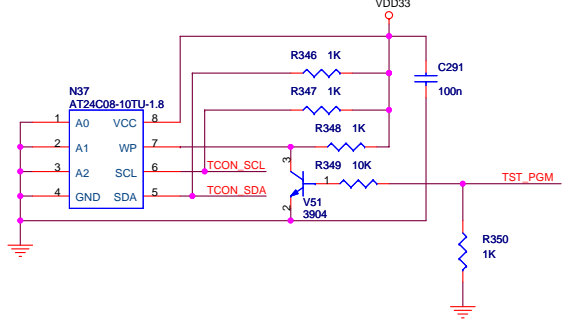 VDD33
R346 1K
C291
100n
N37
AT24C08-10TU-1.8
R347 1K
1 A0 VCC 8
R348 1K
2 A1 WP 7
3
R349 10K
3 A2 SCL 6 TCON_SCL
1
TST_PGM
4 GND SDA 5 TCON_SDA
2
V51
3904
R350
1K